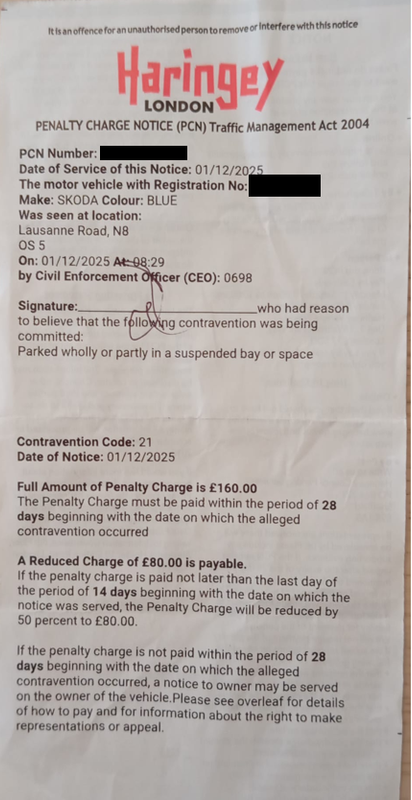 It is an offence for an unauthorised person to remove or interfere with this notice
Haringey
LONDON
PENALTY CHARGE NOTICE (PCN) Traffic Management Act 2004
PCN Number:
Date of Service of this Notice: 01/12/2025
The motor vehicle with Registration No:
Make: SKODA Colour: BLUE
Was seen at location:
Lausanne Road, N8
OS 5
On: 01/12/2025 At: 08:29
by Civil Enforcement Officer (CEO): 0698
Signature:______________________who had reason
to believe that the following contravention was being
committed:
Parked wholly or partly in a suspended bay or space
Contravention Code: 21
Date of Notice: 01/12/2025
Full Amount of Penalty Charge is £160.00
The Penalty Charge must be paid within the period of 28
days beginning with the date on which the alleged
contravention occurred
A Reduced Charge of £80.00 is payable.
If the penalty charge is paid not later than the last day of
the period of 14 days beginning with the date on which the
notice was served, the Penalty Charge will be reduced by
50 percent to £80.00.
If the penalty charge is not paid within the period of 28
days beginning with the date on which the alleged
contravention occurred, a notice to owner may be served
on the owner of the vehicle.Please see overleaf for details
of how to pay and for information about the right to make
representations or appeal.